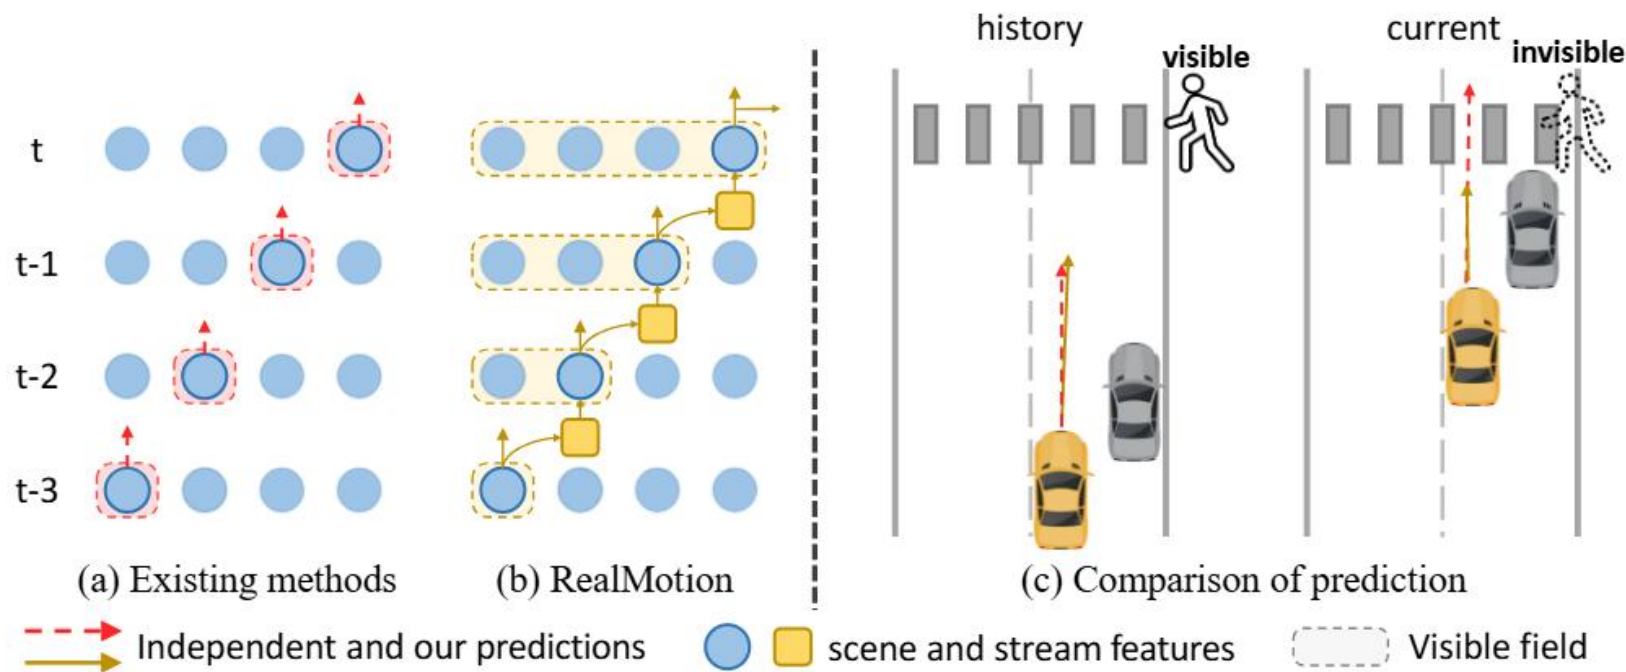 history
current
visible
invisible
t
t-1
t-2
t-3
(a) Existing methods
(b) RealMotion
(c) Comparison of prediction
Independent and our predictions
scene and stream features
Visible field